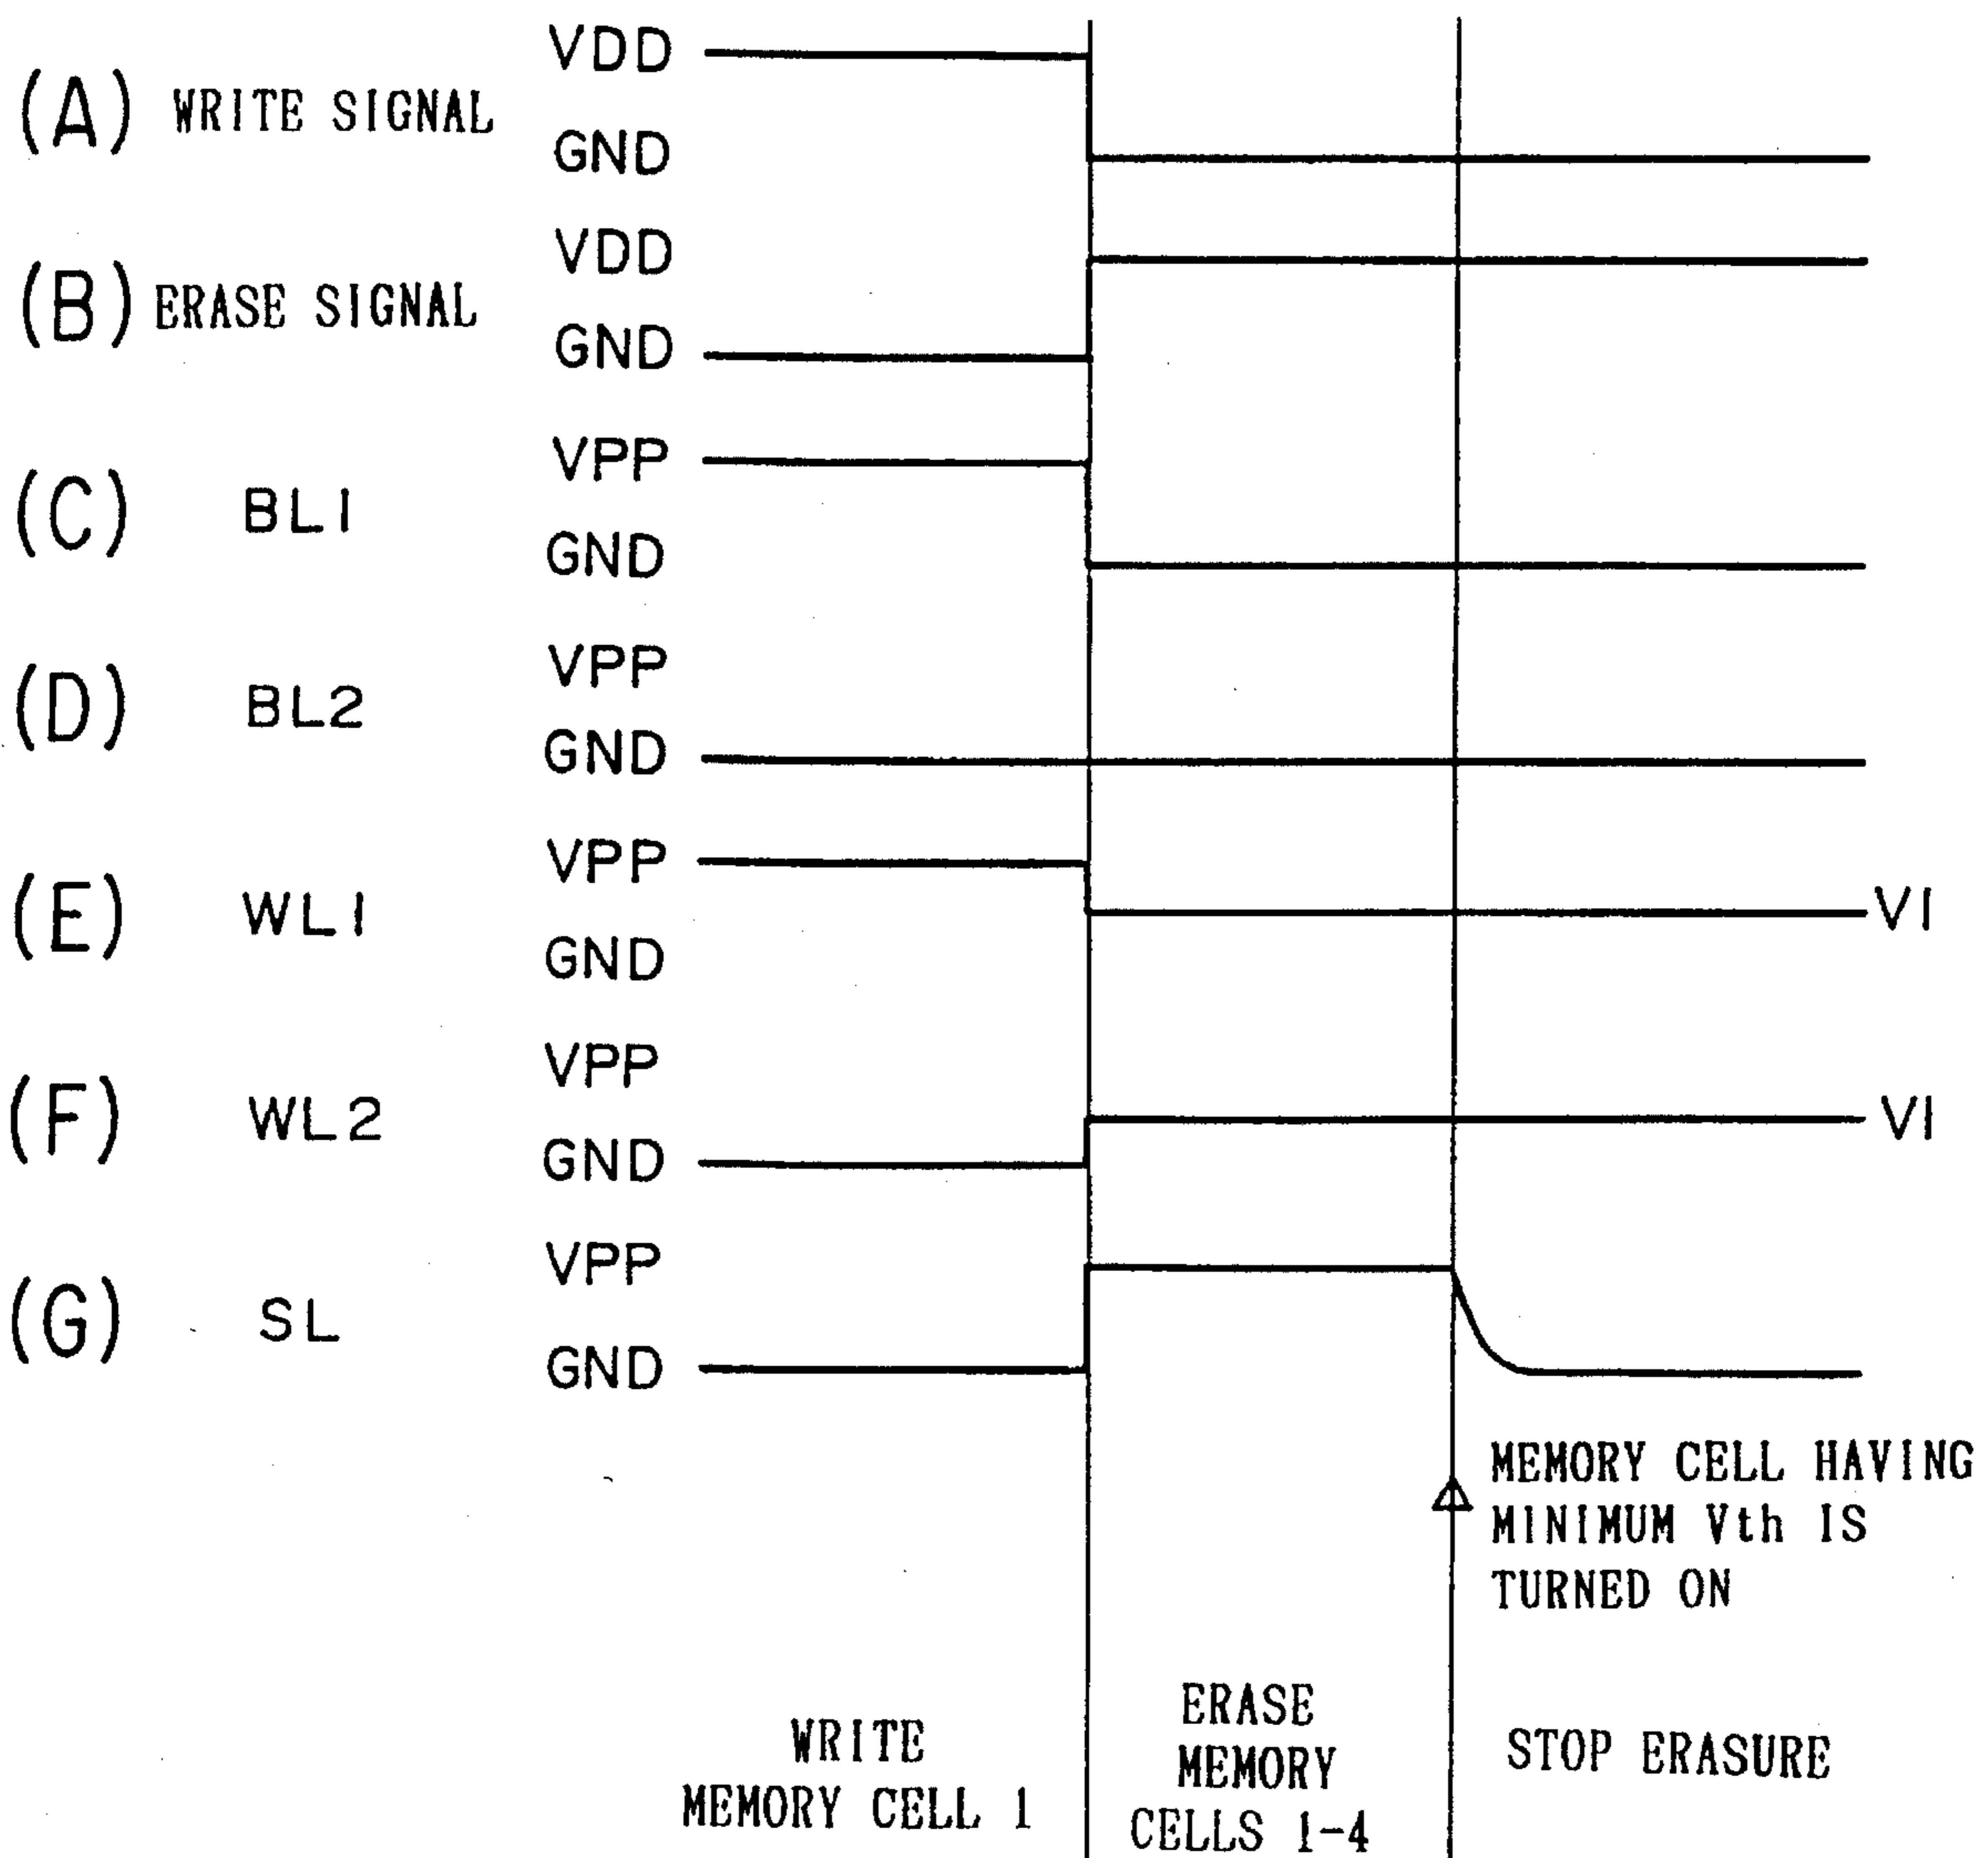 VDD
(A) WRITE SIGNAL
GND
VDD
(B) ERASE SIGNAL
GND
VPP
(C) BL1
GND
VPP
(D) BL2
GND
VPP
(E) WL1 VI
GND
VPP
(F) WL2 VI
GND
VPP
(G) SL
GND
MEMORY CELL HAVING
MINIMUM Vth IS
TURNED ON
WRITE
MEMORY CELL 1
ERASE
MEMORY
CELLS 1-4
STOP ERASURE